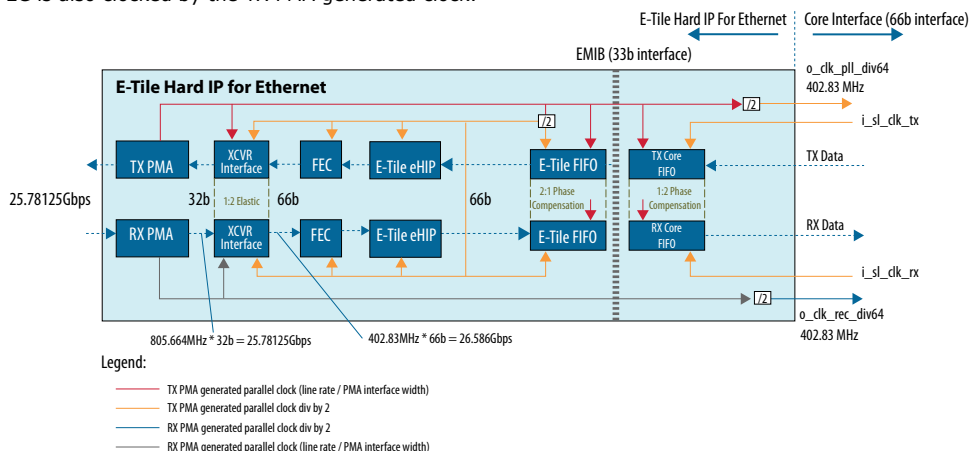 is also clocked by the TX PMA generated clock.
E-Tile Hard IP For Ethernet
Core Interface (66b interface)
EMIB (33b interface)
o_clk_pll_div64
402.83 MHz
E-Tile Hard IP for Ethernet
/2
/2
i_sl_clk_tx
TX PMA
XCVR
Interface
FEC
E-Tile eHIP
E-Tile FIFO
TX Core
FIFO
TX Data
25.78125Gbps
32b
1:2 Elastic
66b
66b
2:1 Phase
Compensation
1:2 Phase
Compensation
RX PMA
XCVR
Interface
FEC
E-Tile eHIP
E-Tile FIFO
RX Core
FIFO
RX Data
i_sl_clk_rx
/2
o_clk_rec_div64
402.83 MHz
805.664MHz * 32b = 25.78125Gbps
402.83MHz * 66b = 26.586Gbps
Legend:
TX PMA generated parallel clock (line rate / PMA interface width)
TX PMA generated parallel clock div by 2
RX PMA generated parallel clock div by 2
RX PMA generated parallel clock (line rate / PMA interface width)